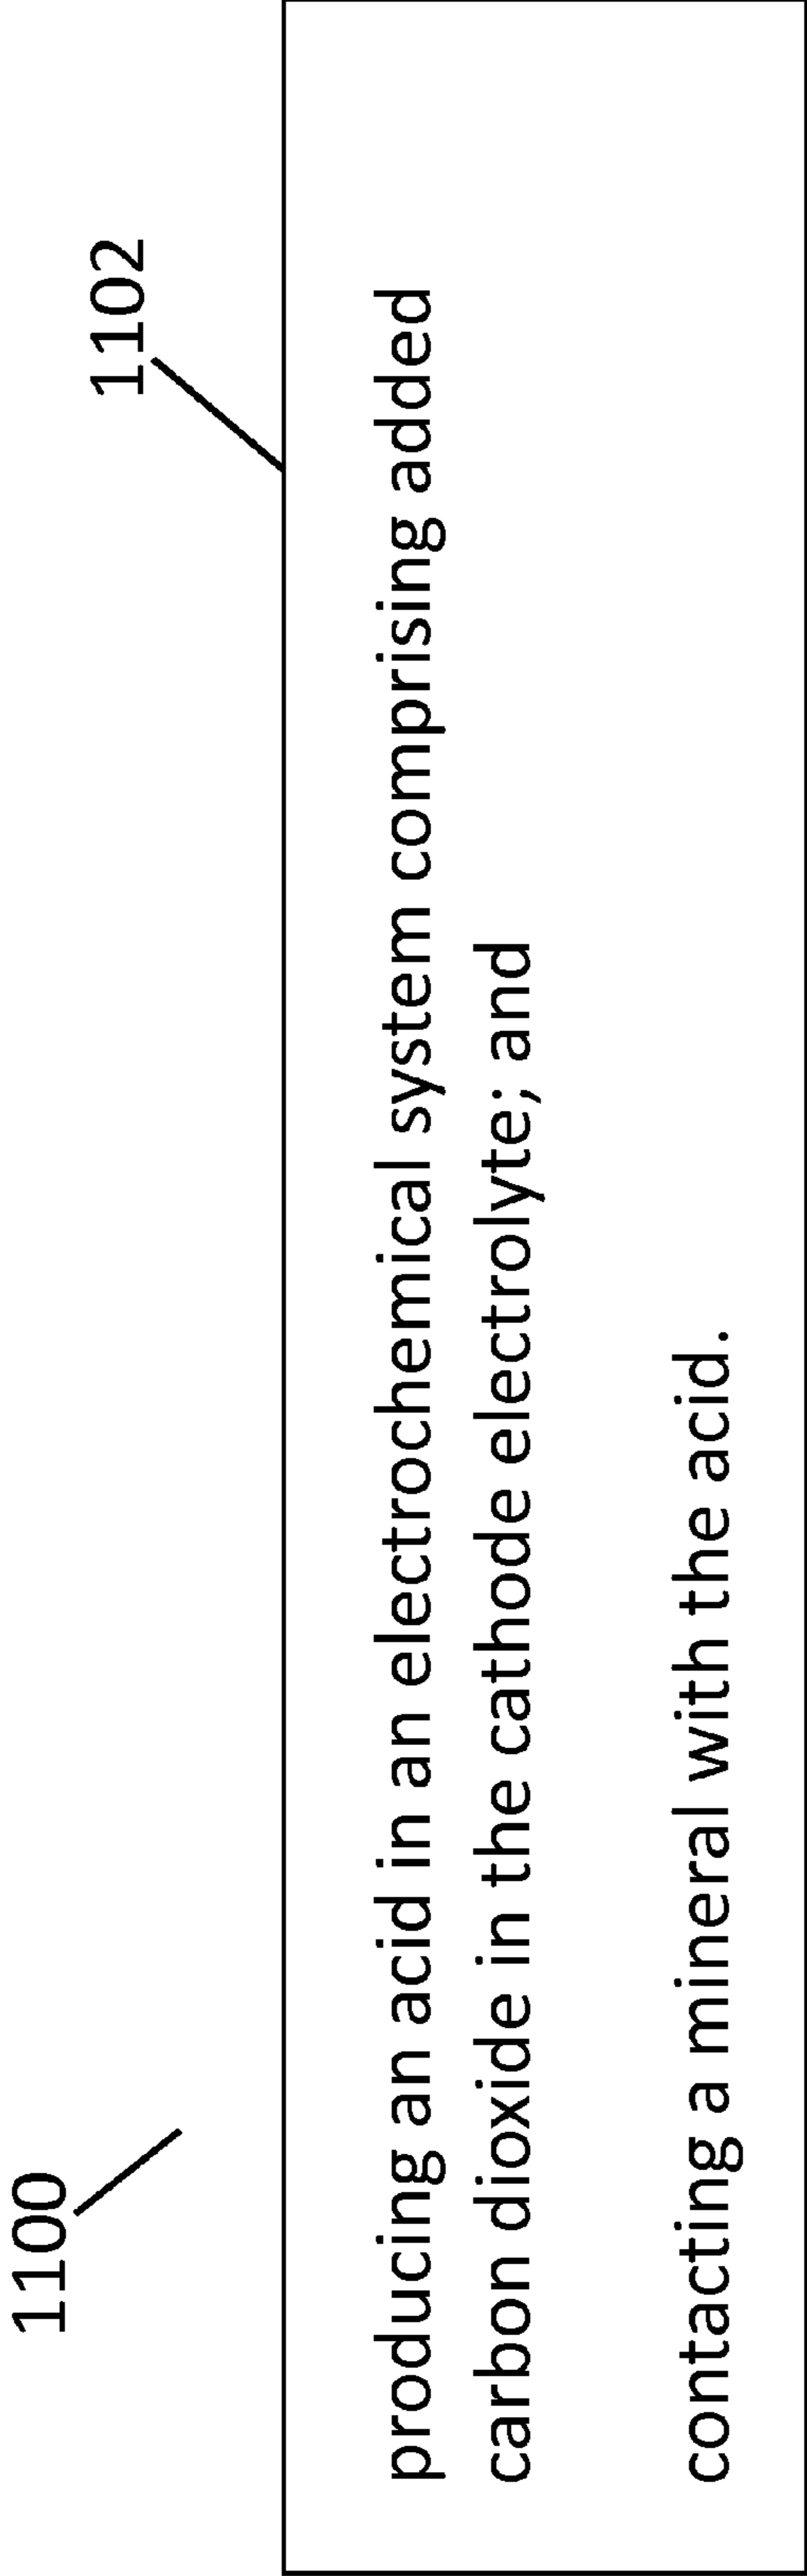 1100
1102
producing an acid in an electrochemical system comprising added
carbon dioxide in the cathode electrolyte; and
contacting a mineral with the acid.